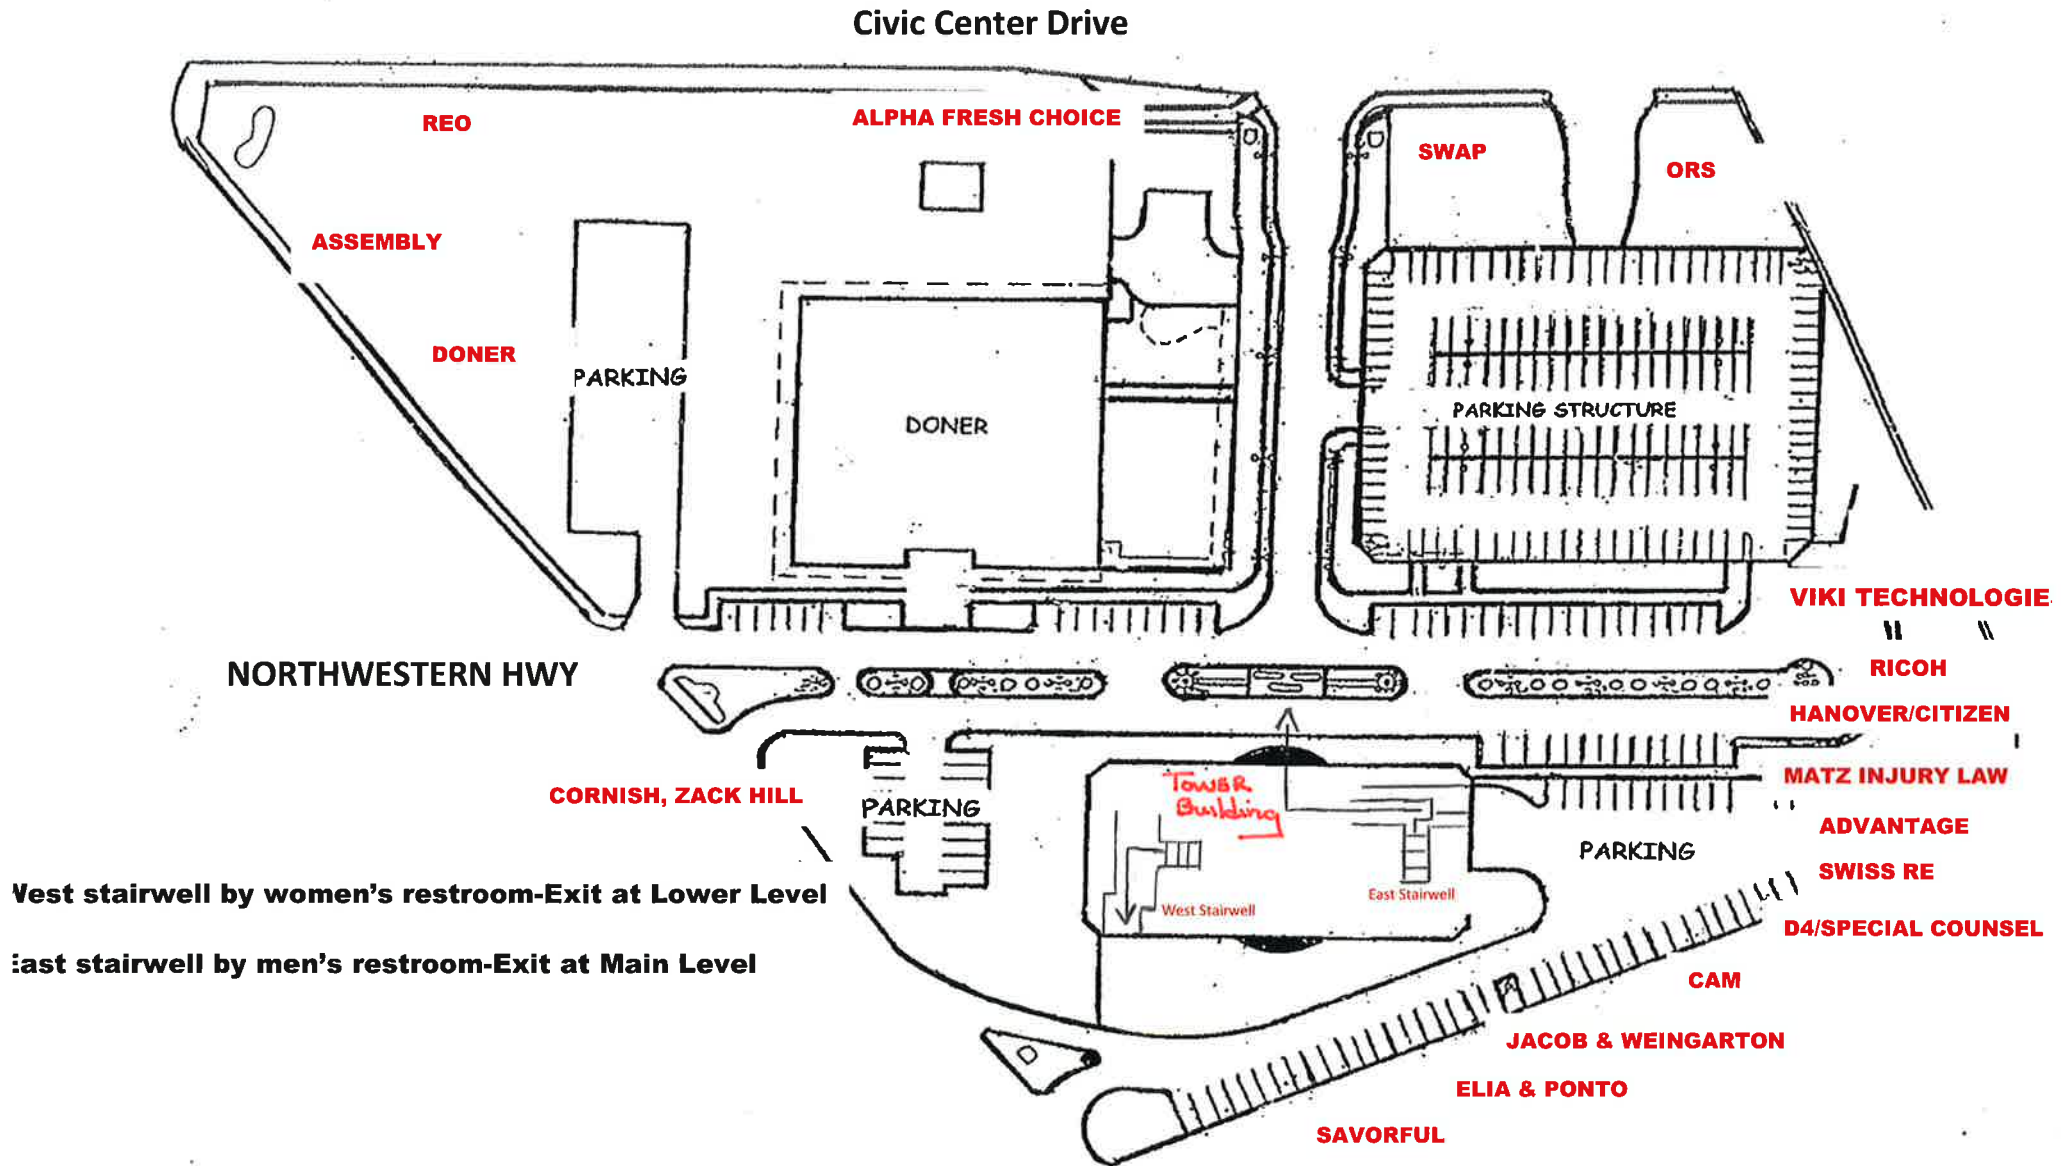 Civic Center Drive
REO
ALPHA FRESH CHOICE
SWAP
ORS
ASSEMBLY
DONER
PARKING
DONER
PARKING STRUCTURE
VIKI TECHNOLOGIE
NORTHWESTERN HWY
RICOH
HANOVER/CITIZEN
MATZ INJURY LAW
CORNISH, ZACK HILL
PARKING
Tower
Building
ADVANTAGE
PARKING
SWISS RE
West stairwell by women's restroom-Exit at Lower Level
East Stairwell
West Stairwell
D4/SPECIAL COUNSEL
East stairwell by men's restroom-Exit at Main Level
CAM
JACOB & WEINGARTON
ELIA & PONTO
SAVORFUL